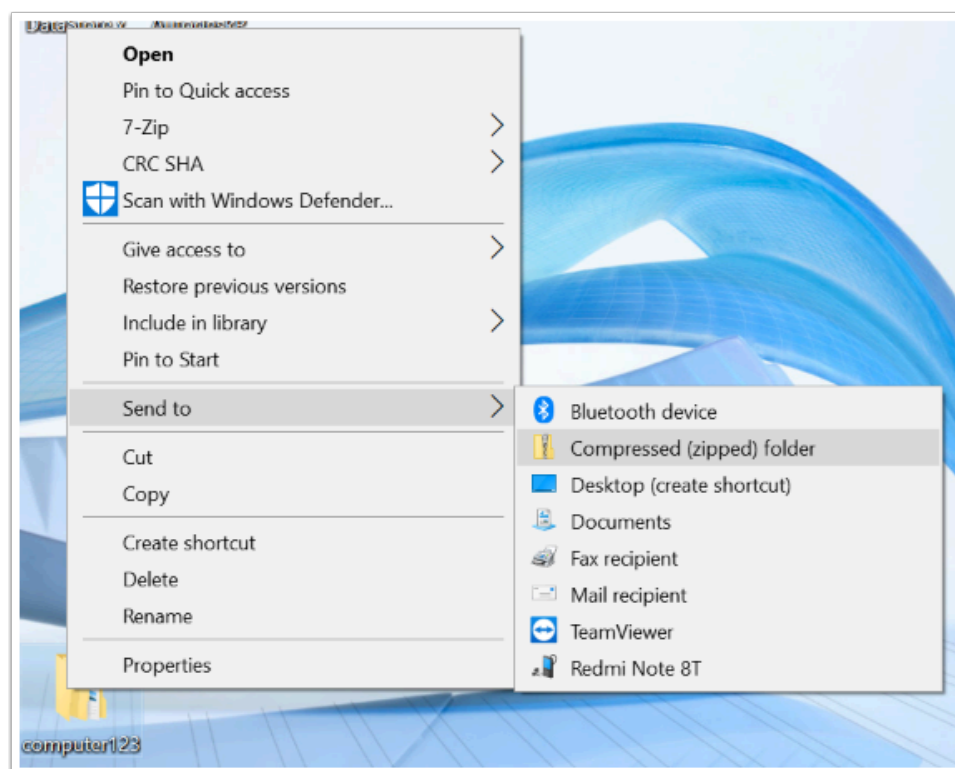 Open
Pin to Quick access
7-Zip
CRC SHA
Scan with Windows Defender...
Give access to
Restore previous versions
Include in library
Pin to Start
Send to
Cut
Copy
Create shortcut
Delete
Rename
Properties
Bluetooth device
Compressed (zipped) folder
Desktop (create shortcut)
Documents
Fax recipient
Mail recipient
TeamViewer
Redmi Note 8T
computer123